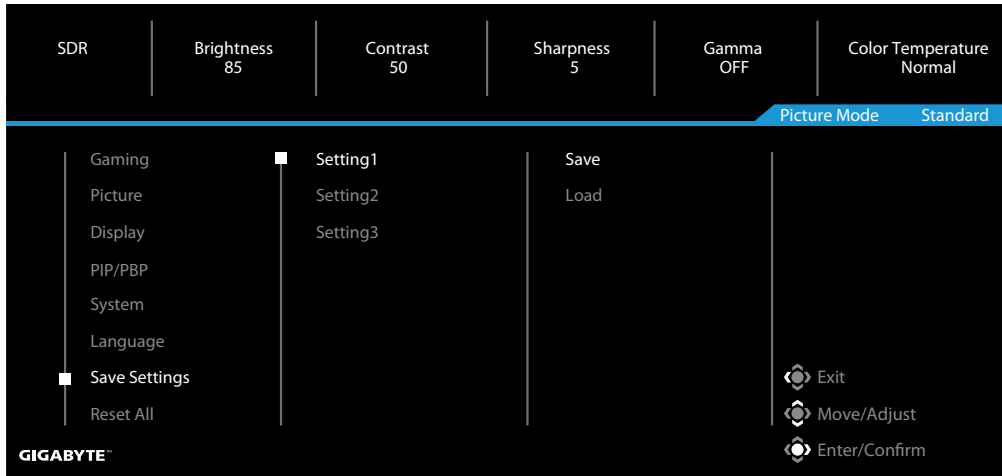 SDR
Brightness
85
Contrast
50
Sharpness
5
Gamma
OFF
Color Temperature
Normal
Picture Mode Standard
Gaming
Picture
Display
PIP/PBP
System
Language
Save Settings
Reset All
Setting1
Setting2
Setting3
Save
Load
Exit
Move/Adjust
Enter/Confirm
GIGABYTE™